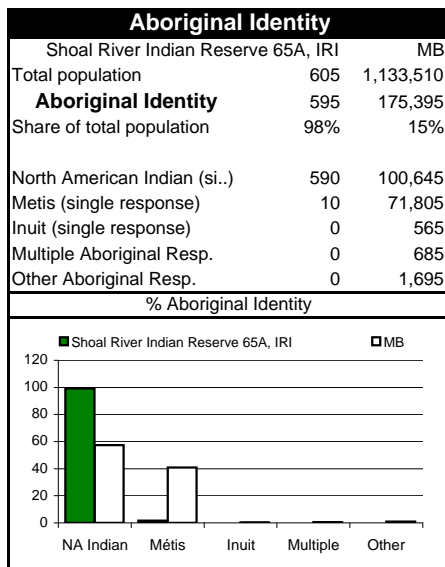 Aboriginal Identity
Shoal River Indian Reserve 65A, IRI MB
Total population 605 1,133,510
Aboriginal Identity 595 175,395
Share of total population 98% 15%
North American Indian (si..) 590 100,645
Metis (single response) 10 71,805
Inuit (single response) 0 565
Multiple Aboriginal Resp. 0 685
Other Aboriginal Resp. 0 1,695
% Aboriginal Identity
Shoal River Indian Reserve 65A, IRI MB
120
100
80
60
40
20
0
NA Indian Métis Inuit Multiple Other